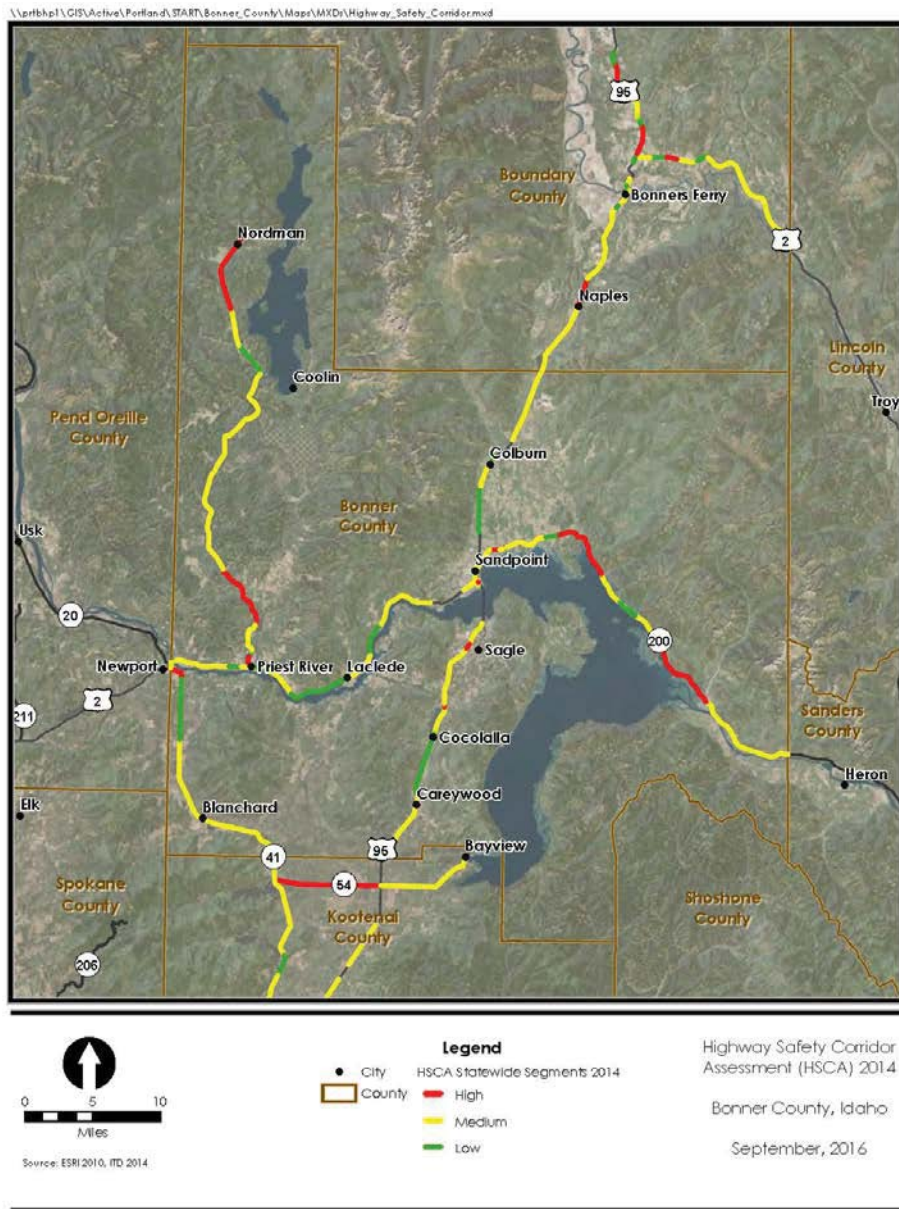 \\prtbhp1\GIS\Active\Portland\START\Bonner_County\Maps\MXDs\Highway_Safety_Corridor.mxd
95
Boundary
County
Bonners Ferry
2
Nordman
Naples
Lincoln
County
Coolin
Troy
Pend Oreille
County
Colburn
Bonner
County
Usk
Sandpoint
20
200
Sagle
Newport
Priest River
Laclede
2
211
Sanders
County
Cocolalla
Heron
Careywood
Elk
Blanchard
95
Bayview
41
54
Spokane
County
Kootenai
County
Shoshone
County
206
Legend
City
HSCA Statewide Segments 2014
County
High
Medium
Low
0 5 10
Miles
Source: ESRI 2010, ITD 2014
Highway Safety Corridor
Assessment (HSCA) 2014
Bonner County, Idaho
September, 2016